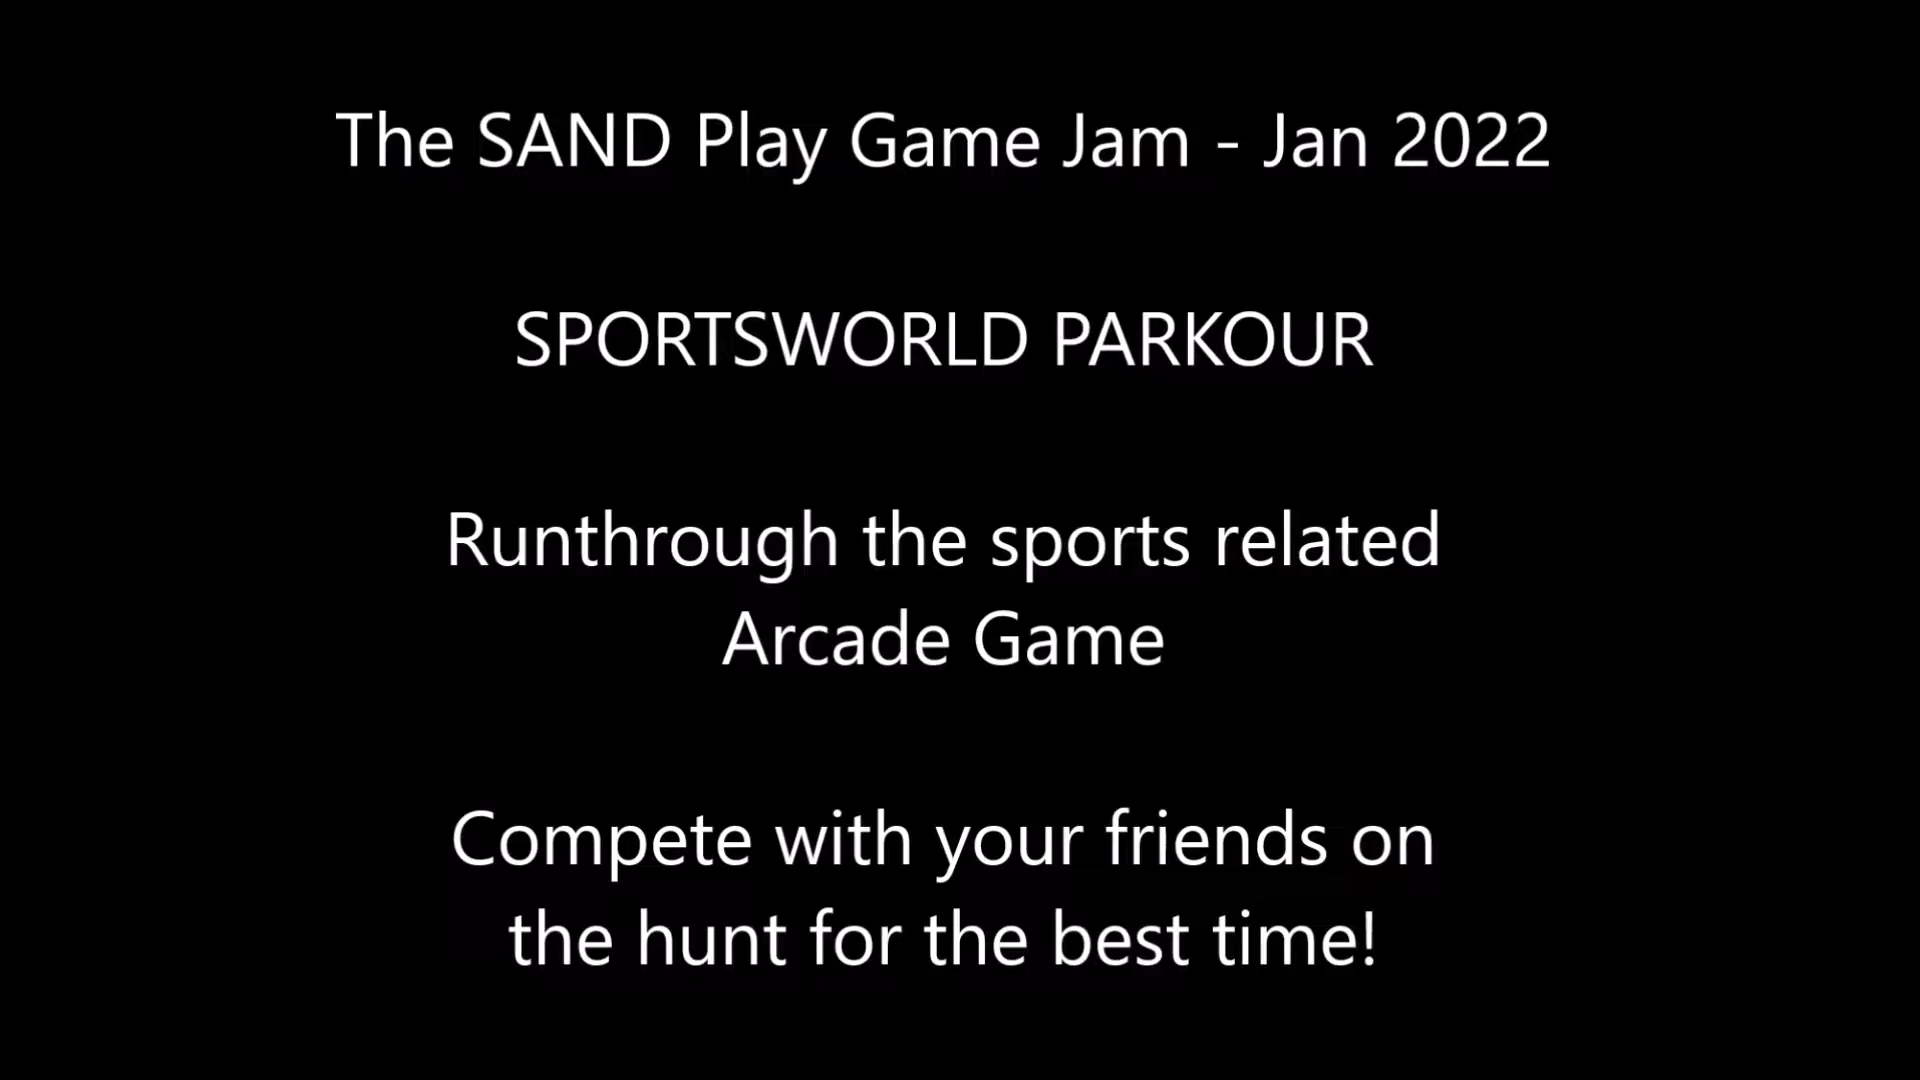 The SAND Play Game Jam - Jan 2022
SPORTSWORLD PARKOUR
Runthrough the sports related
Arcade Game
Compete with your friends on
the hunt for the best time!